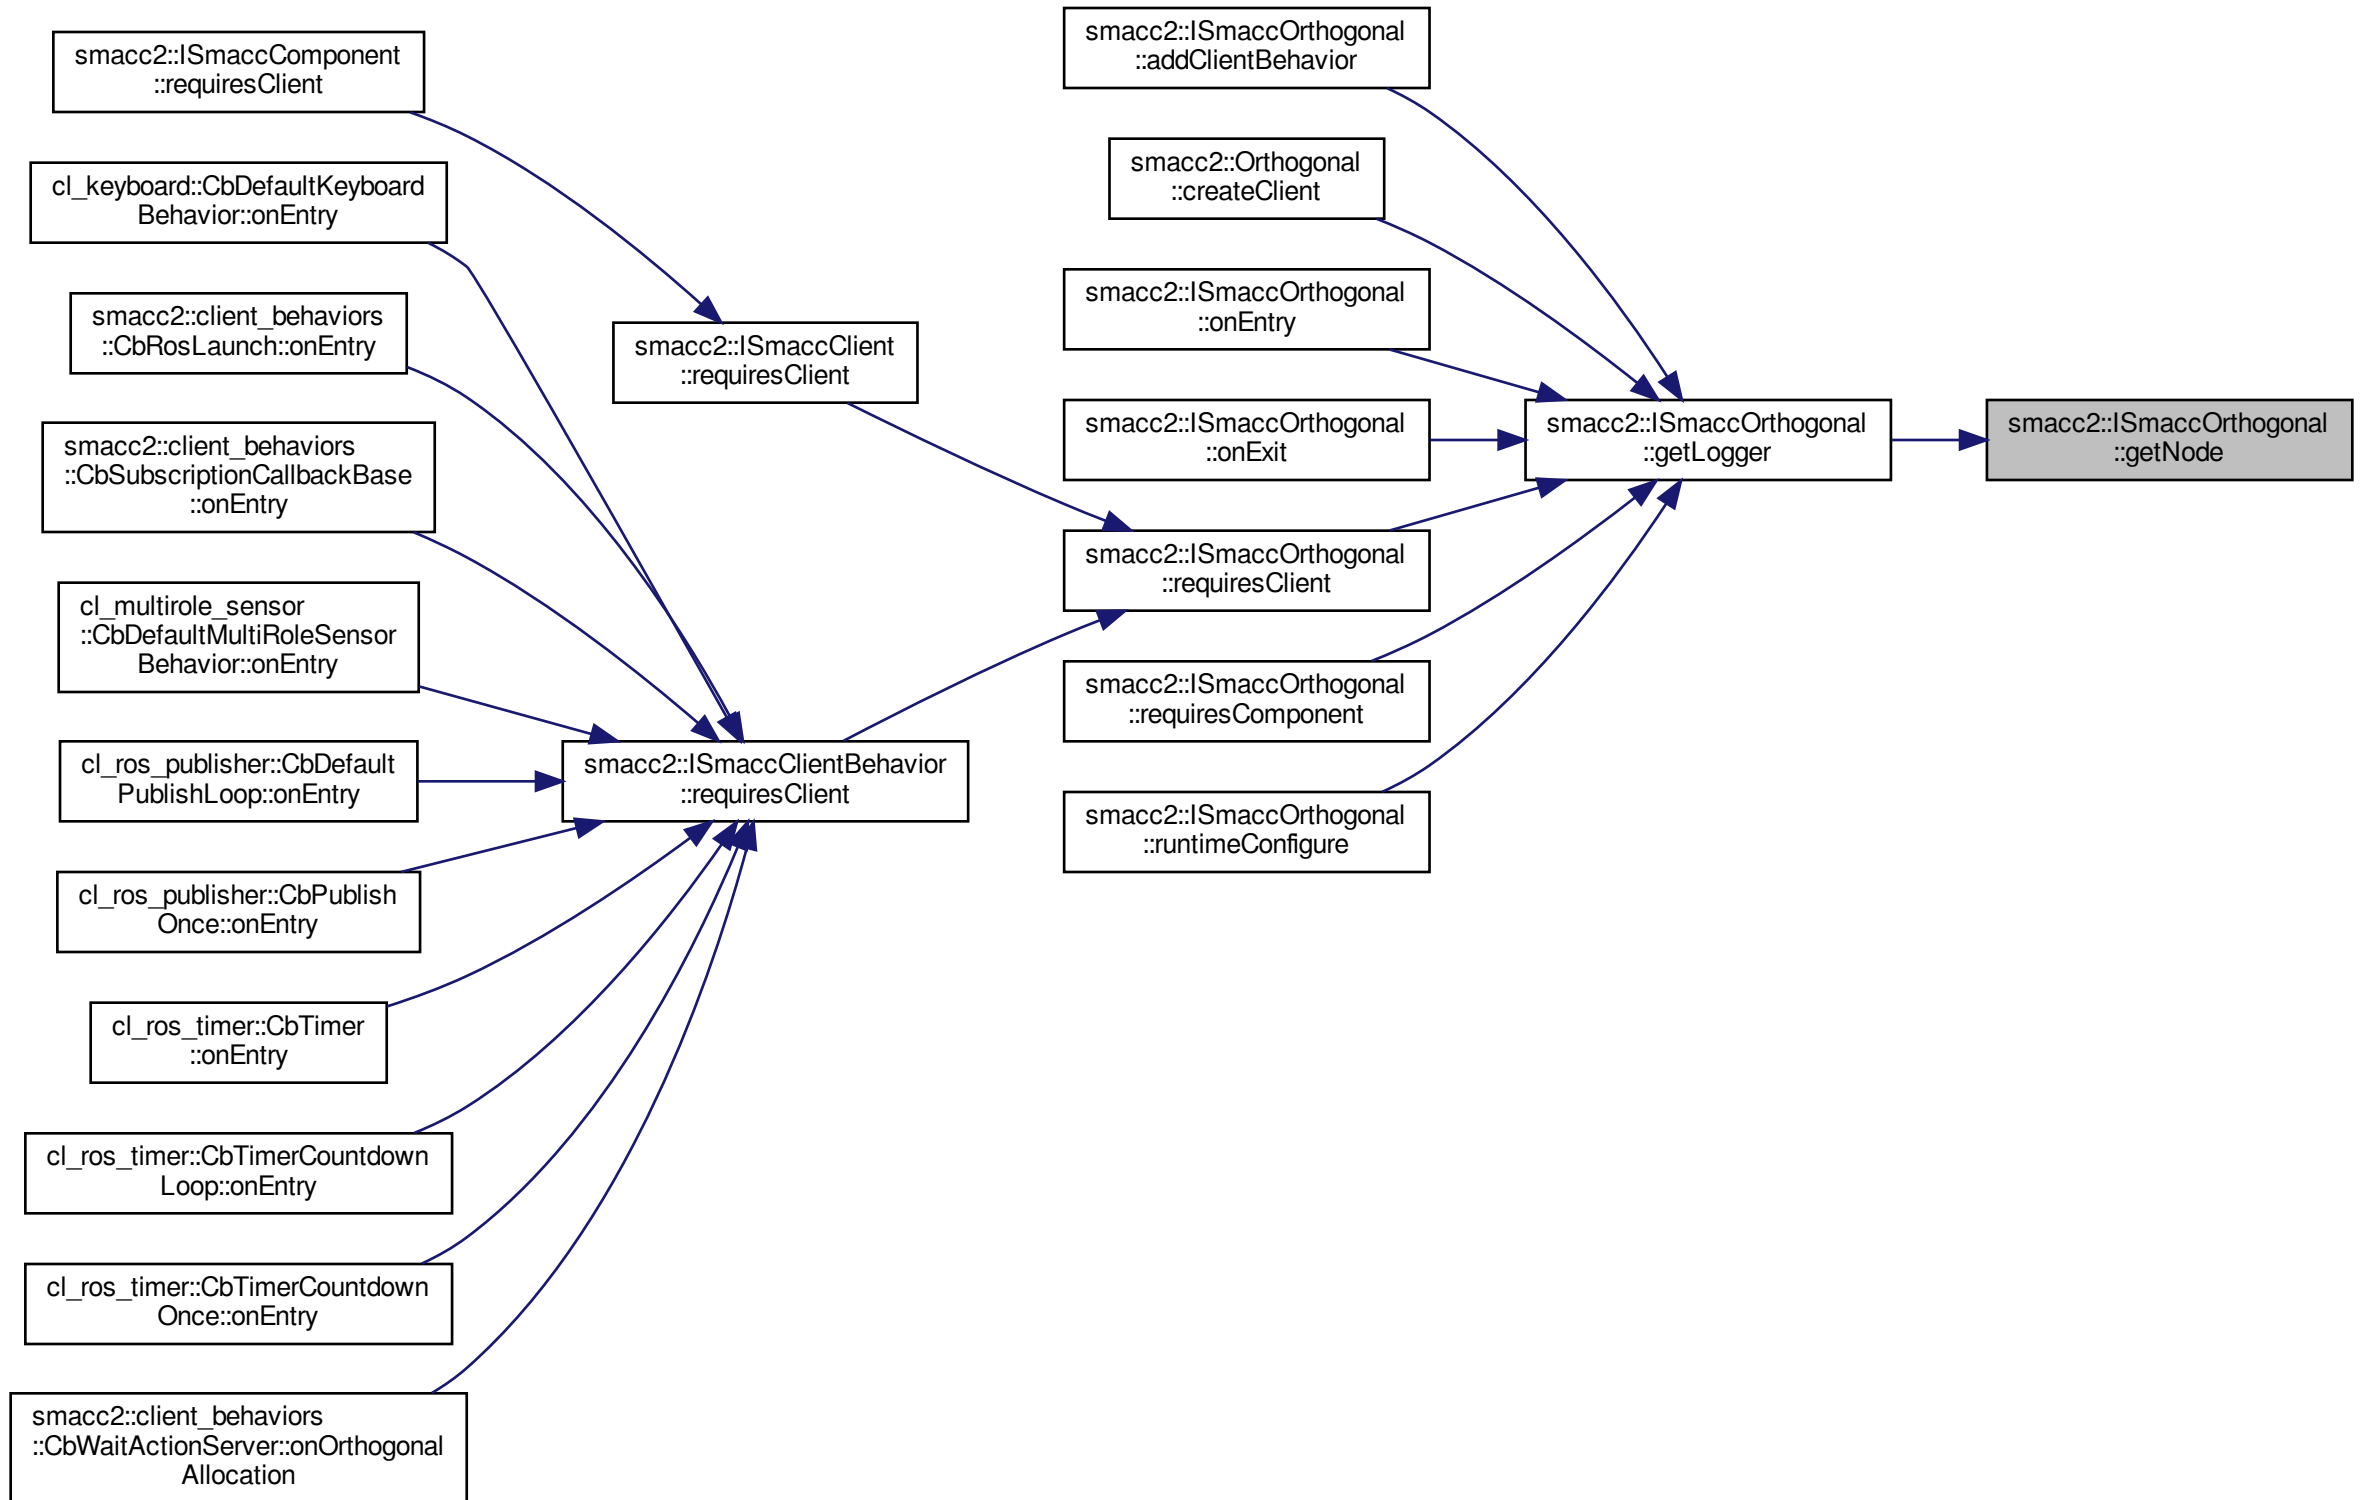 smacc2::ISmaccComponent
::requiresClient
cl_keyboard::CbDefaultKeyboard
Behavior::onEntry
smacc2::client_behaviors
::CbRosLaunch::onEntry
smacc2::client_behaviors
::CbSubscriptionCallbackBase
::onEntry
cl_multirole_sensor
::CbDefaultMultiRoleSensor
Behavior::onEntry
cl_ros_publisher::CbDefault
PublishLoop::onEntry
cl_ros_publisher::CbPublish
Once::onEntry
cl_ros_timer::CbTimer
::onEntry
cl_ros_timer::CbTimerCountdown
Loop::onEntry
cl_ros_timer::CbTimerCountdown
Once::onEntry
smacc2::client_behaviors
::CbWaitActionServer::onOrthogonal
Allocation
smacc2::ISmaccClient
::requiresClient
smacc2::ISmaccClientBehavior
::requiresClient
smacc2::ISmaccOrthogonal
::addClientBehavior
smacc2::Orthogonal
::createClient
smacc2::ISmaccOrthogonal
::onEntry
smacc2::ISmaccOrthogonal
::onExit
smacc2::ISmaccOrthogonal
::requiresClient
smacc2::ISmaccOrthogonal
::requiresComponent
smacc2::ISmaccOrthogonal
::runtimeConfigure
smacc2::ISmaccOrthogonal
::getLogger
smacc2::ISmaccOrthogonal
::getNode